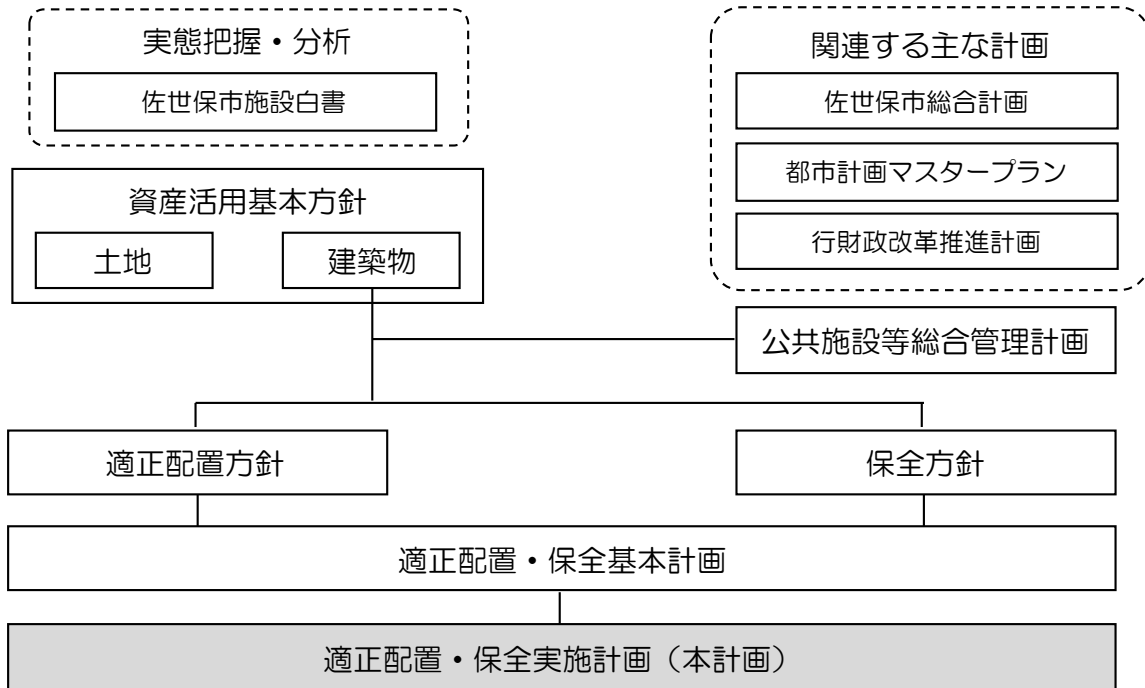 実態把握・分析
佐世保市施設白書
関連する主な計画
佐世保市総合計画
都市計画マスタープラン
行財政改革推進計画
資産活用基本方針
土地
建築物
公共施設等総合管理計画
適正配置方針
保全方針
適正配置・保全基本計画
適正配置・保全実施計画（本計画）